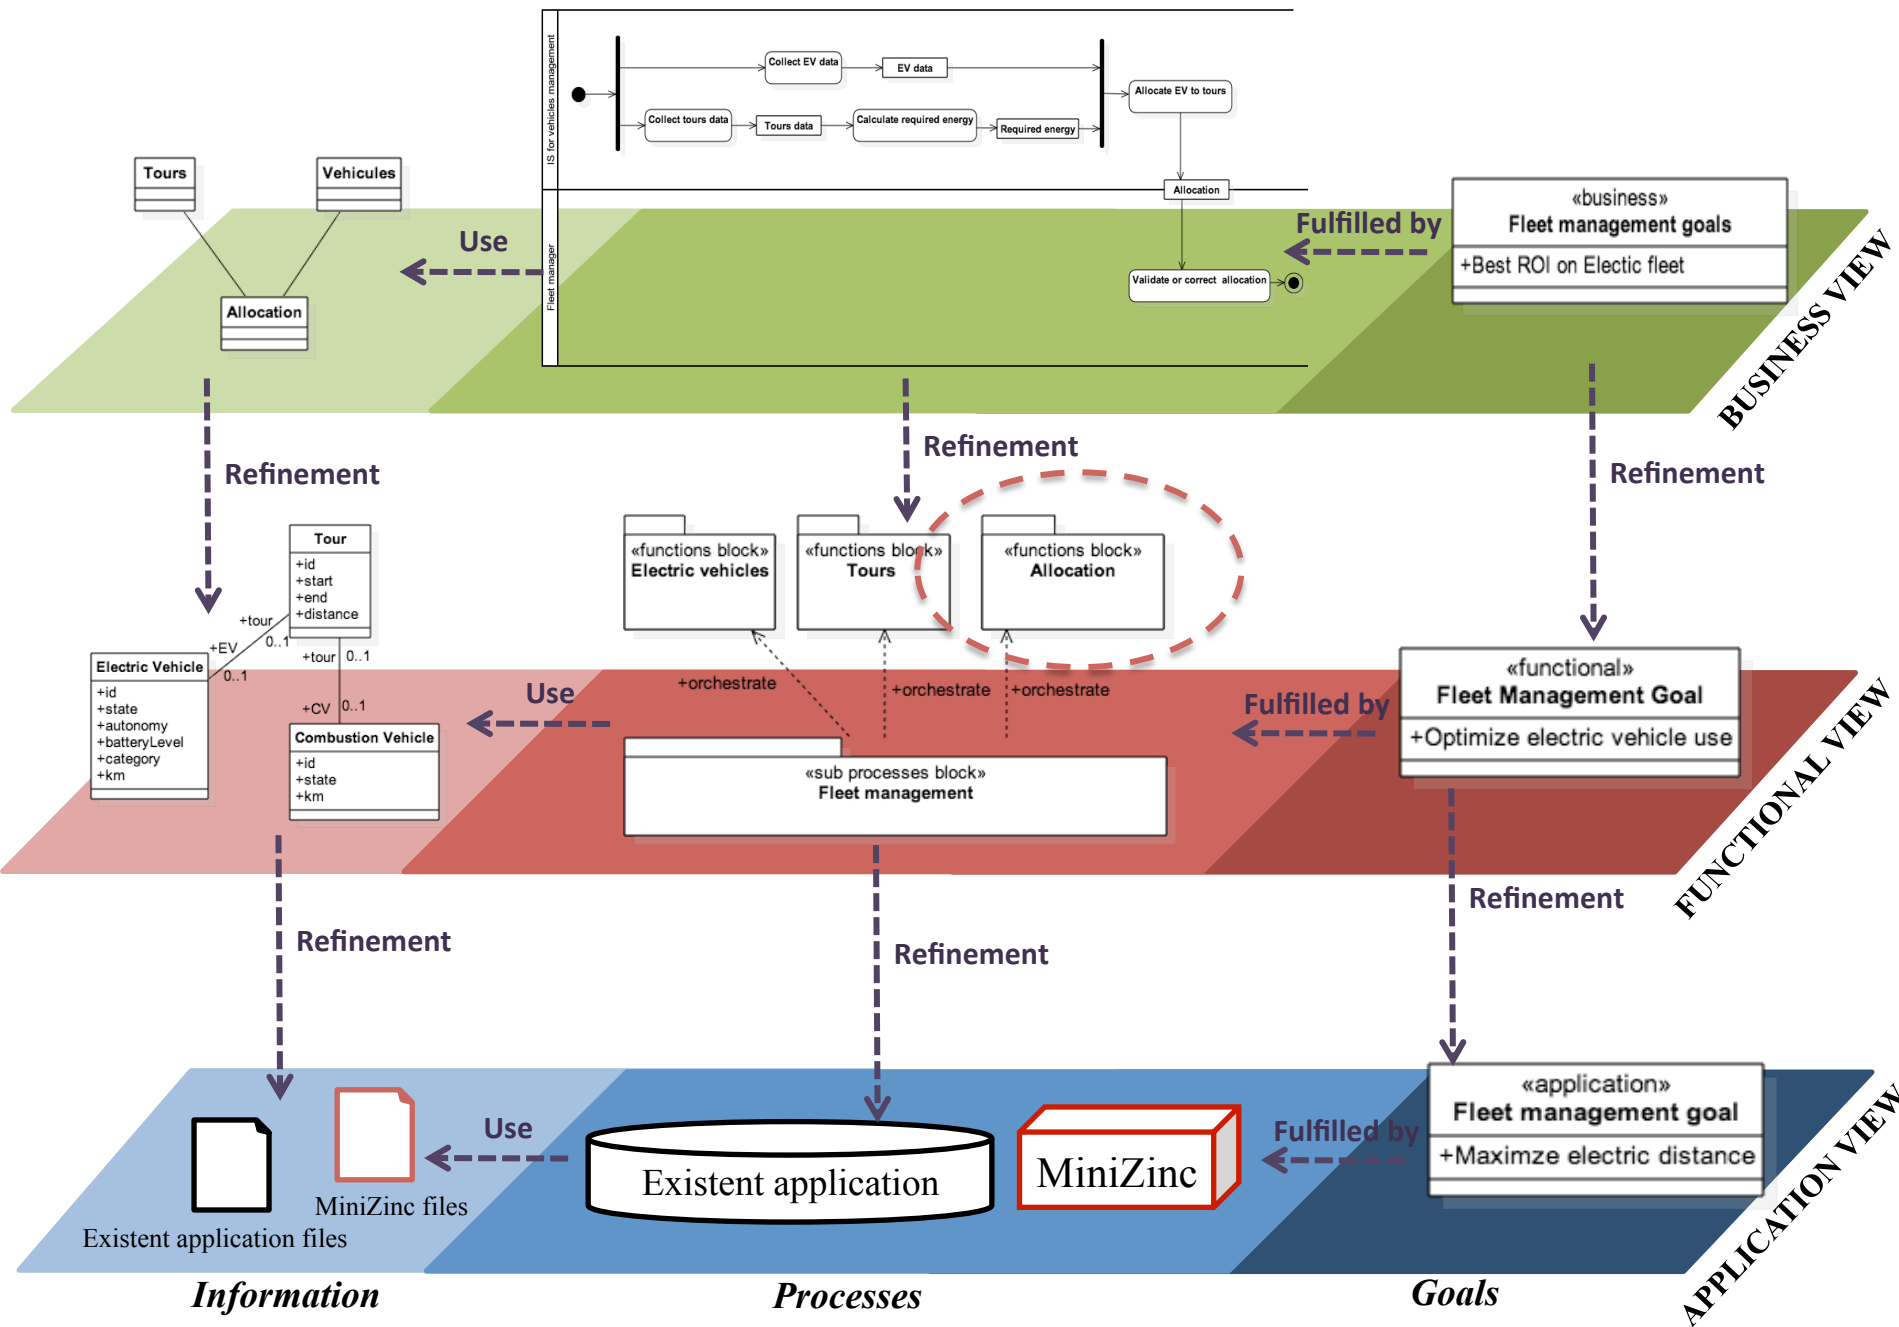 IS for vehicles management
Collect EV data
EV data
Allocate EV to tours
Collect tours data
Tours data
Calculate required energy
Required energy
Allocation
Fleet manager
Validate or correct allocation
Tours
Vehicules
Allocation
Use
Fulfilled by
«business»
Fleet management goals
+Best ROI on Electic fleet
BUSINESS VIEW
Refinement
Refinement
Refinement
Tour
+id
+start
+end
+distance
+tour
0..1
+EV
0..1
+tour
0..1
+CV
0..1
Electric Vehicle
+id
+state
+autonomy
+batteryLevel
+category
+km
Combustion Vehicle
+id
+state
+km
«functions block»
Electric vehicles
«functions block»
Tours
«functions block»
Allocation
+orchestrate
+orchestrate
+orchestrate
«sub processes block»
Fleet management
Use
Fulfilled by
«functional»
Fleet Management Goal
+Optimize electric vehicle use
FUNCTIONAL VIEW
Refinement
Refinement
Refinement
Existent application files
MiniZinc files
Use
Existent application
MiniZinc
Fulfilled by
«application»
Fleet management goal
+Maximze electric distance
APPLICATION VIEW
Information
Processes
Goals